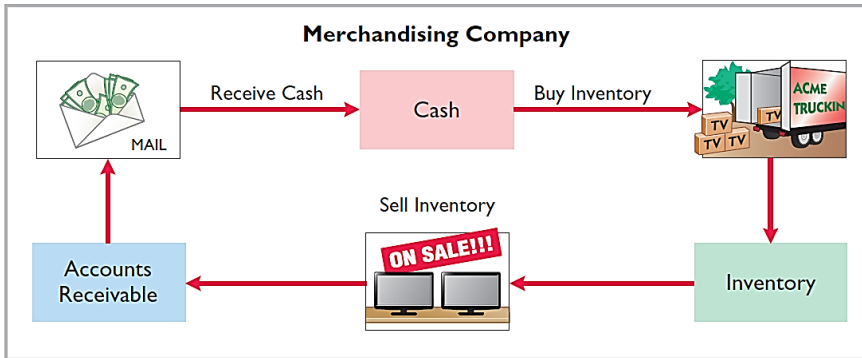 Merchandising Company
MAIL
Receive Cash
Cash
Buy Inventory
ACME
TRUCKIN
TV
TV
TV TV
Sell Inventory
ON SALE!!!
Accounts
Receivable
Inventory